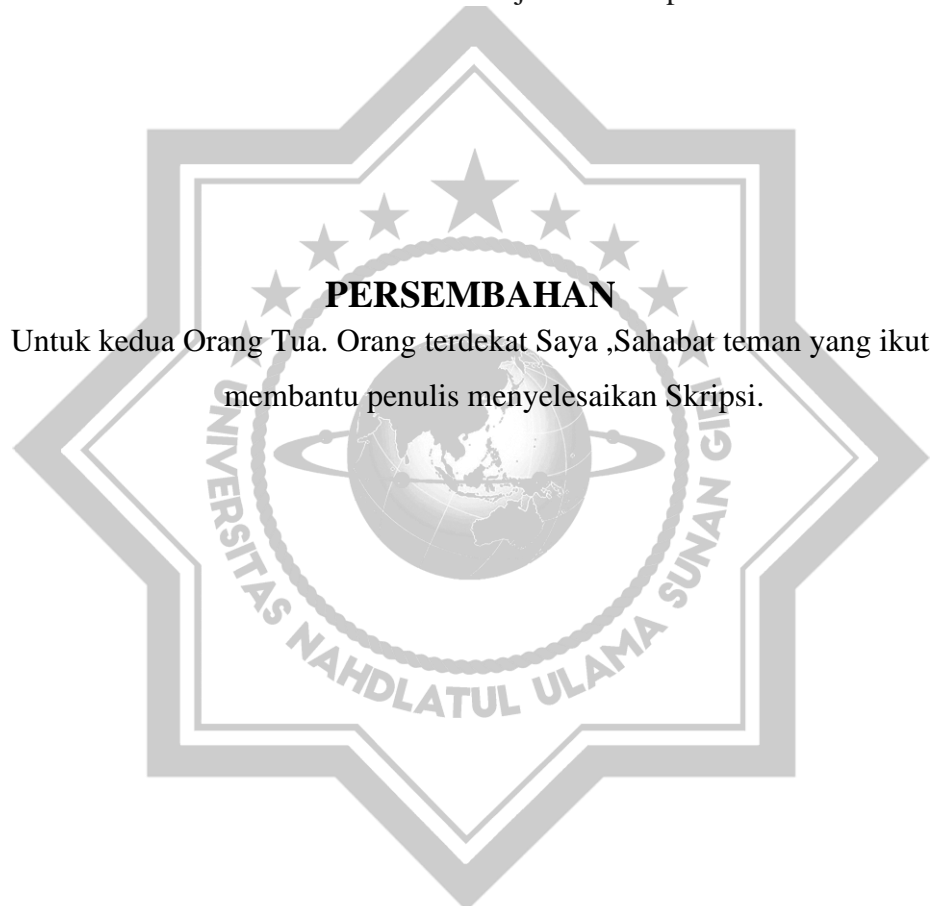 PERSEMBAHAN
Untuk kedua Orang Tua. Orang terdekat Saya ,Sahabat teman yang ikut
membantu penulis menyelesaikan Skripsi.
UNIVERSITAS NAHDLATUL ULAMA SUNAN GIRI